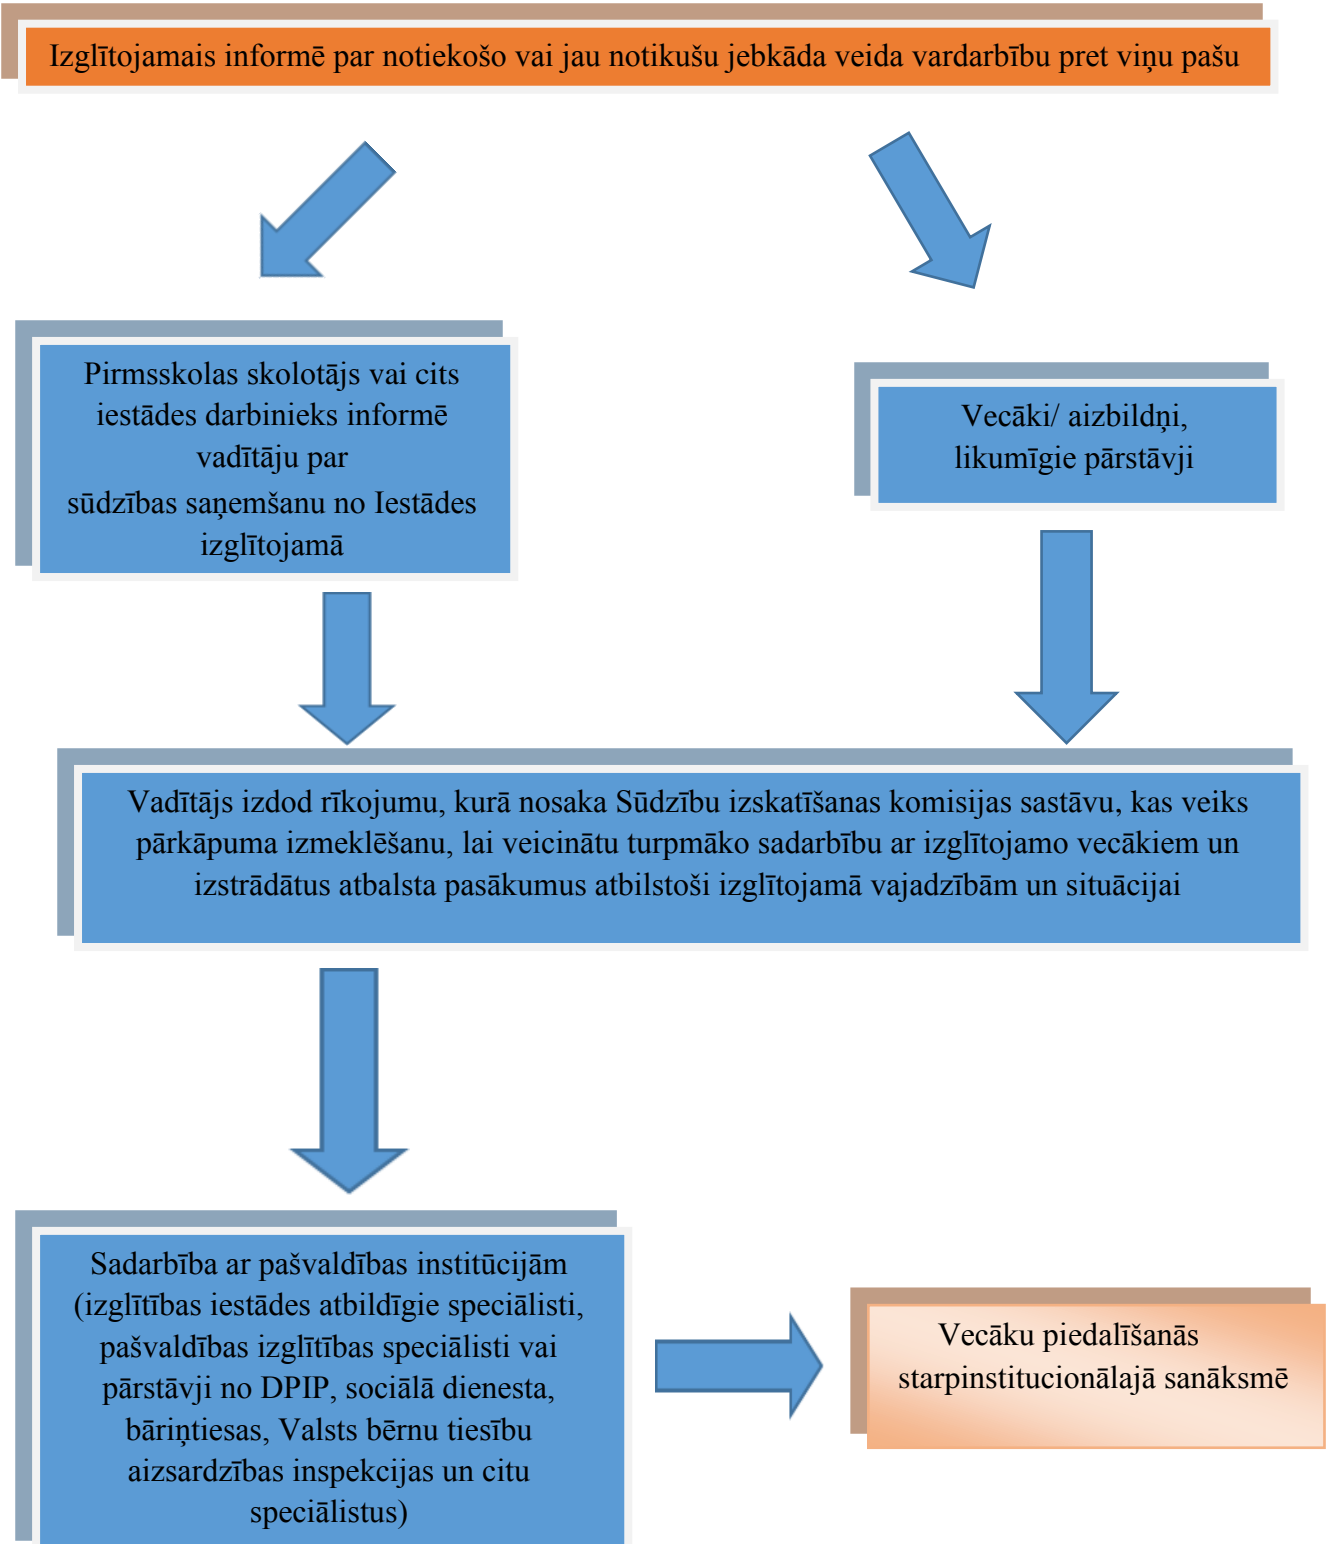 Izglītojamais informē par notiekošo vai jau notikušu jebkāda veida vardarbību pret viņu pašu
Pirmsskolas skolotājs vai cits
iestādes darbinieks informē
vadītāju par
sūdzības saņemšanu no Iestādes
izglītojamā
Vecāki/ aizbildņi,
likumīgie pārstāvji
Vadītājs izdod rīkojumu, kurā nosaka Sūdzību izskatīšanas komisijas sastāvu, kas veiks
pārkāpuma izmeklēšanu, lai veicinātu turpmāko sadarbību ar izglītojamo vecākiem un
izstrādātus atbalsta pasākumus atbilstoši izglītojamā vajadzībām un situācijai
Sadarbība ar pašvaldības institūcijām
(izglītības iestādes atbildīgie speciālisti,
pašvaldības izglītības speciālisti vai
pārstāvji no DPIP, sociālā dienesta,
bāriņtiesas, Valsts bērnu tiesību
aizsardzības inspekcijas un citu
speciālistus)
Vecāku piedalīšanās
starpinstitucionālajā sanāksmē